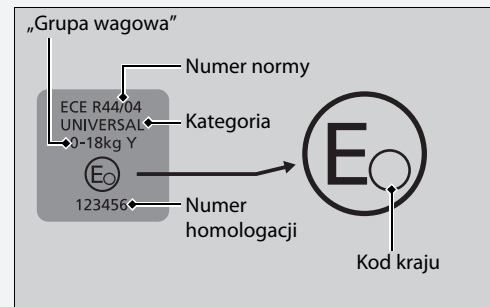 „Grupa wagowa”
Numer normy
ECE R44/04
UNIVERSAL
Kategoria
0-18kg Y
E
E
123456
Numer
homologacji
Kod kraju